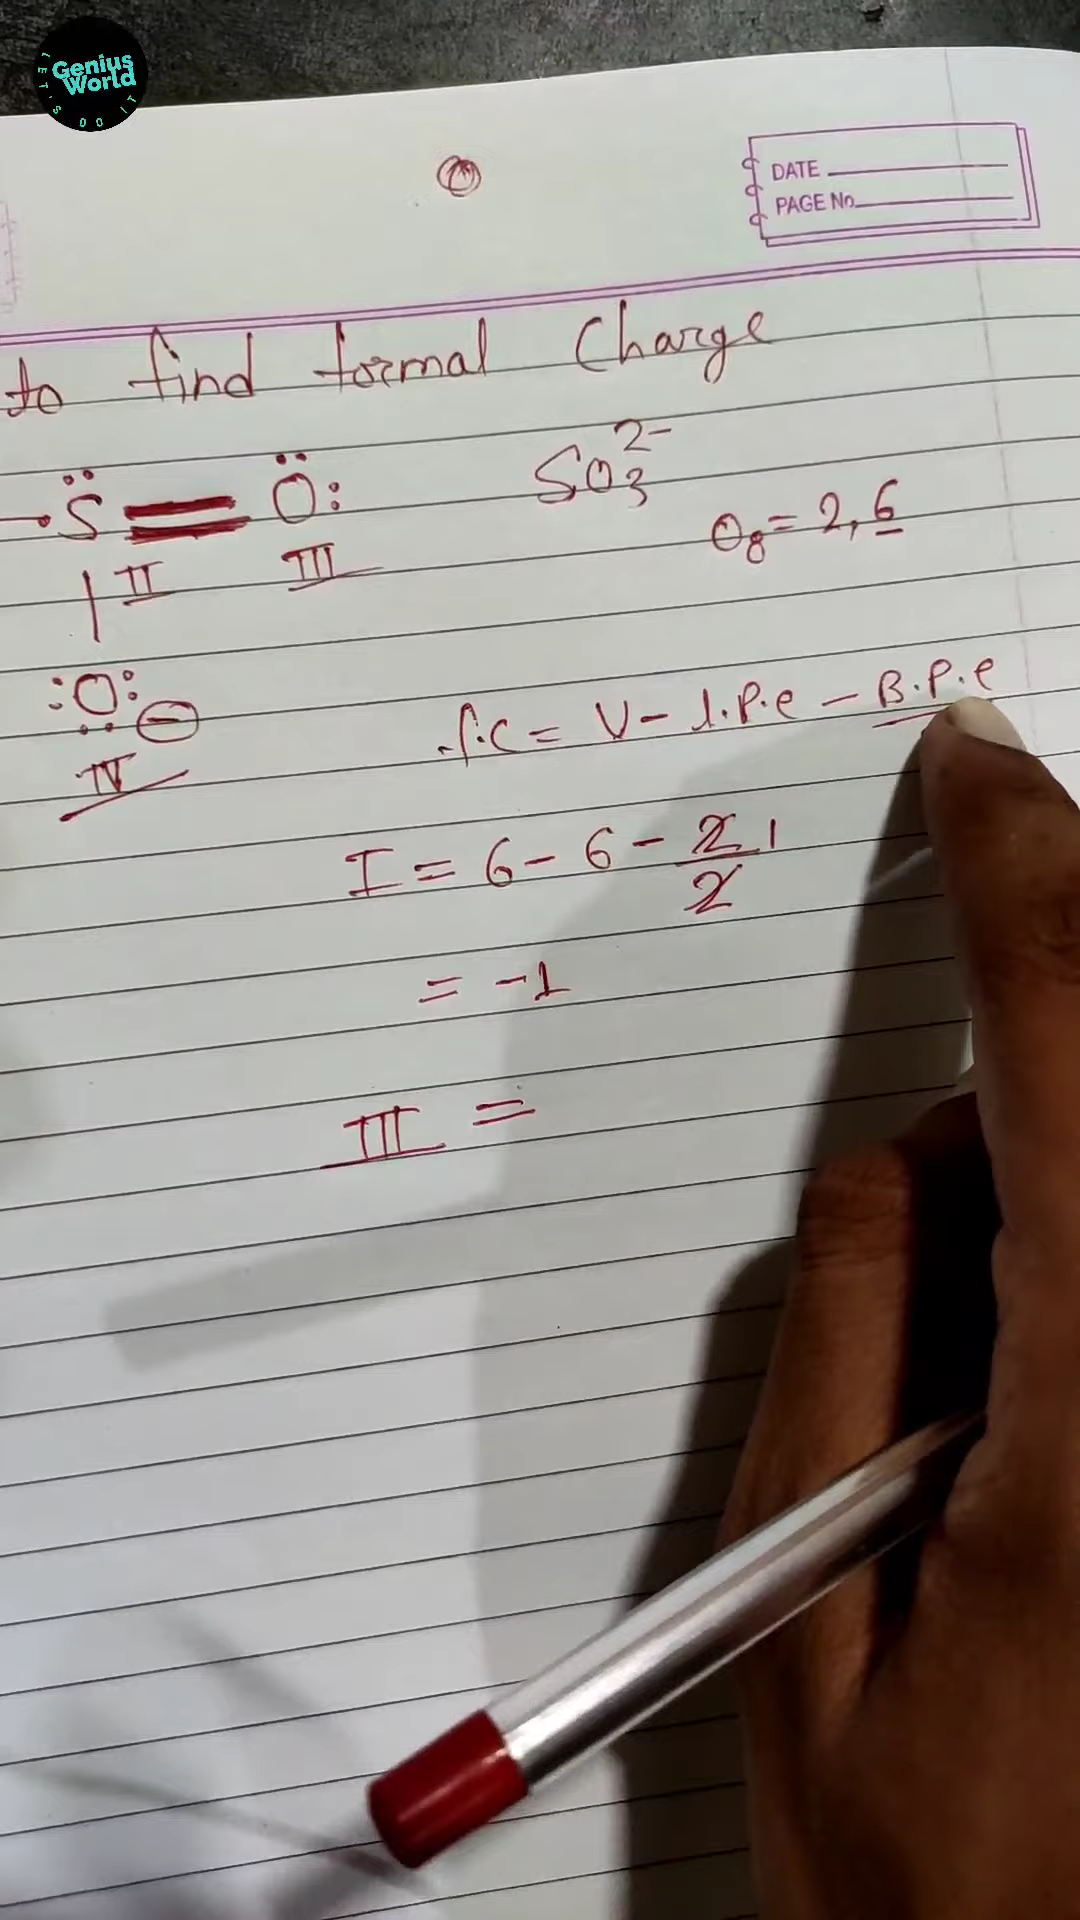 Genius
World
LET'S DO IT
DATE
PAGE No.
to find formal Charge
S = O: SO3 2-
II III O8 = 2, 6
:O: −
IV f.c = V - l.P.e - B.P.e
I = 6 - 6 - 2/2 1
= -1
III =